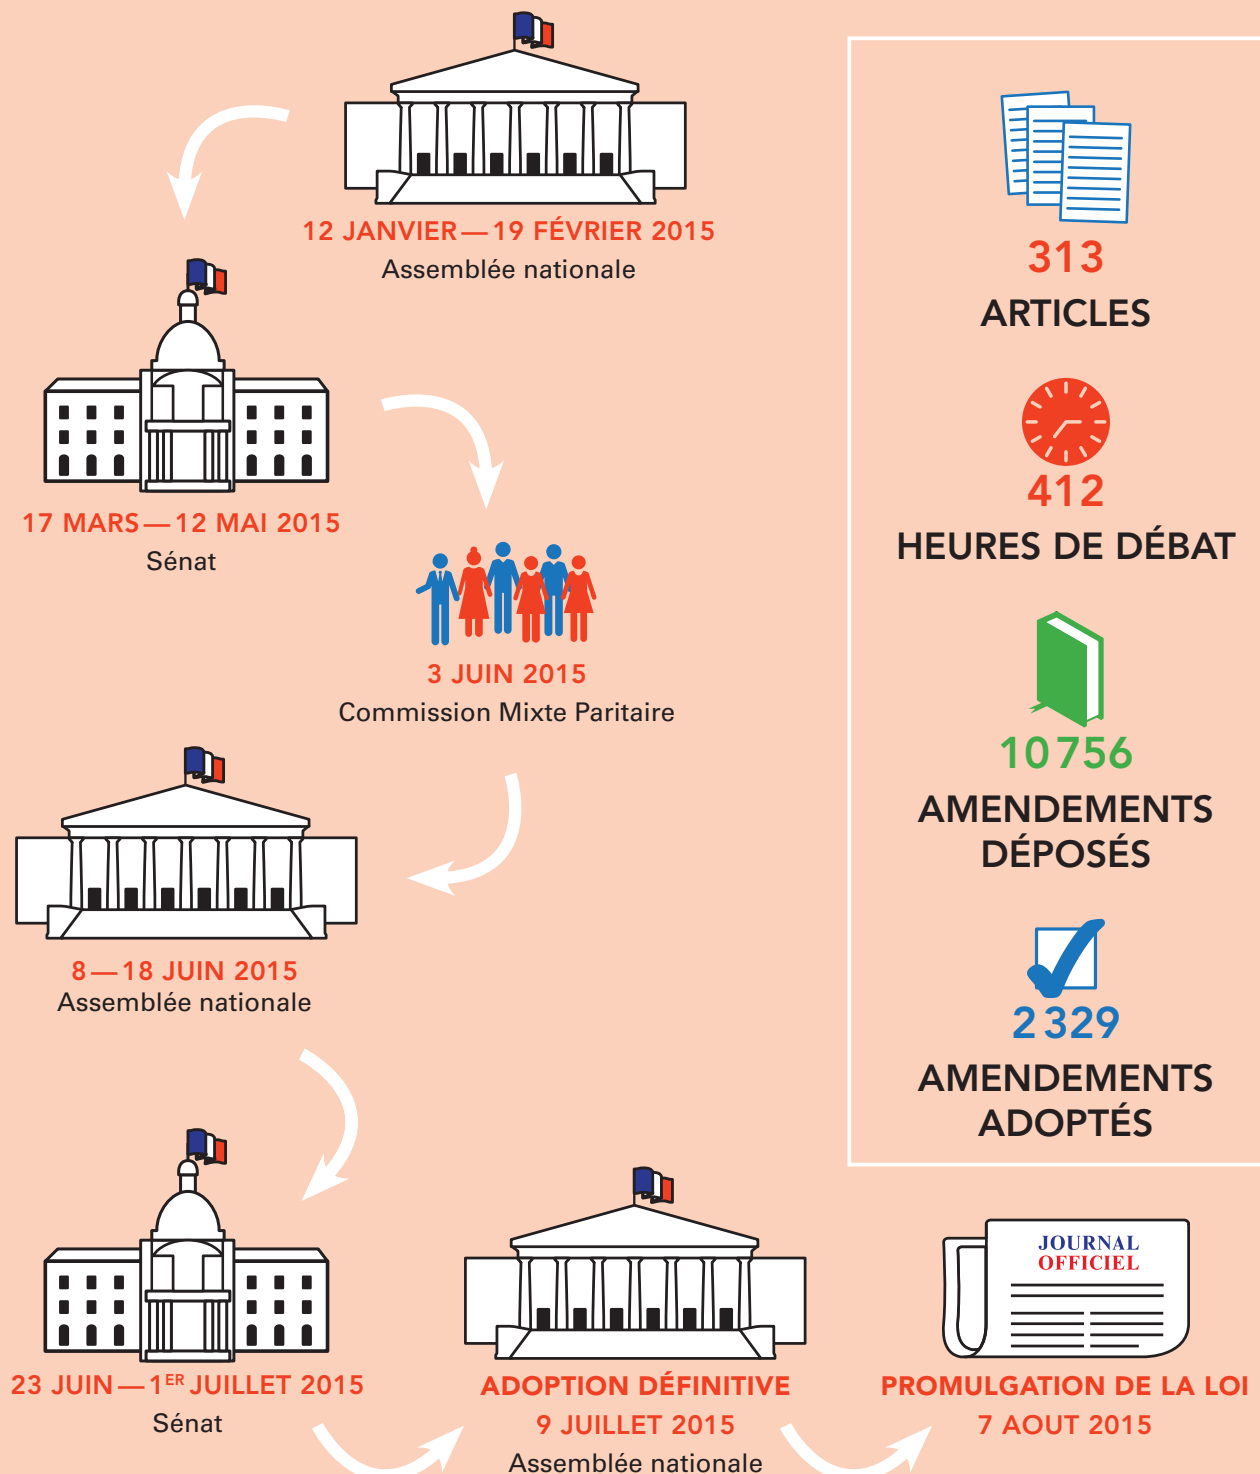 12 JANVIER — 19 FÉVRIER 2015
Assemblée nationale
17 MARS — 12 MAI 2015
Sénat
3 JUIN 2015
Commission Mixte Paritaire
8 — 18 JUIN 2015
Assemblée nationale
23 JUIN — 1ER JUILLET 2015
Sénat
ADOPTION DÉFINITIVE
9 JUILLET 2015
Assemblée nationale
JOURNAL
OFFICIEL
PROMULGATION DE LA LOI
7 AOUT 2015
313
ARTICLES
412
HEURES DE DÉBAT
10 756
AMENDEMENTS
DÉPOSÉS
2 329
AMENDEMENTS
ADOPTÉS